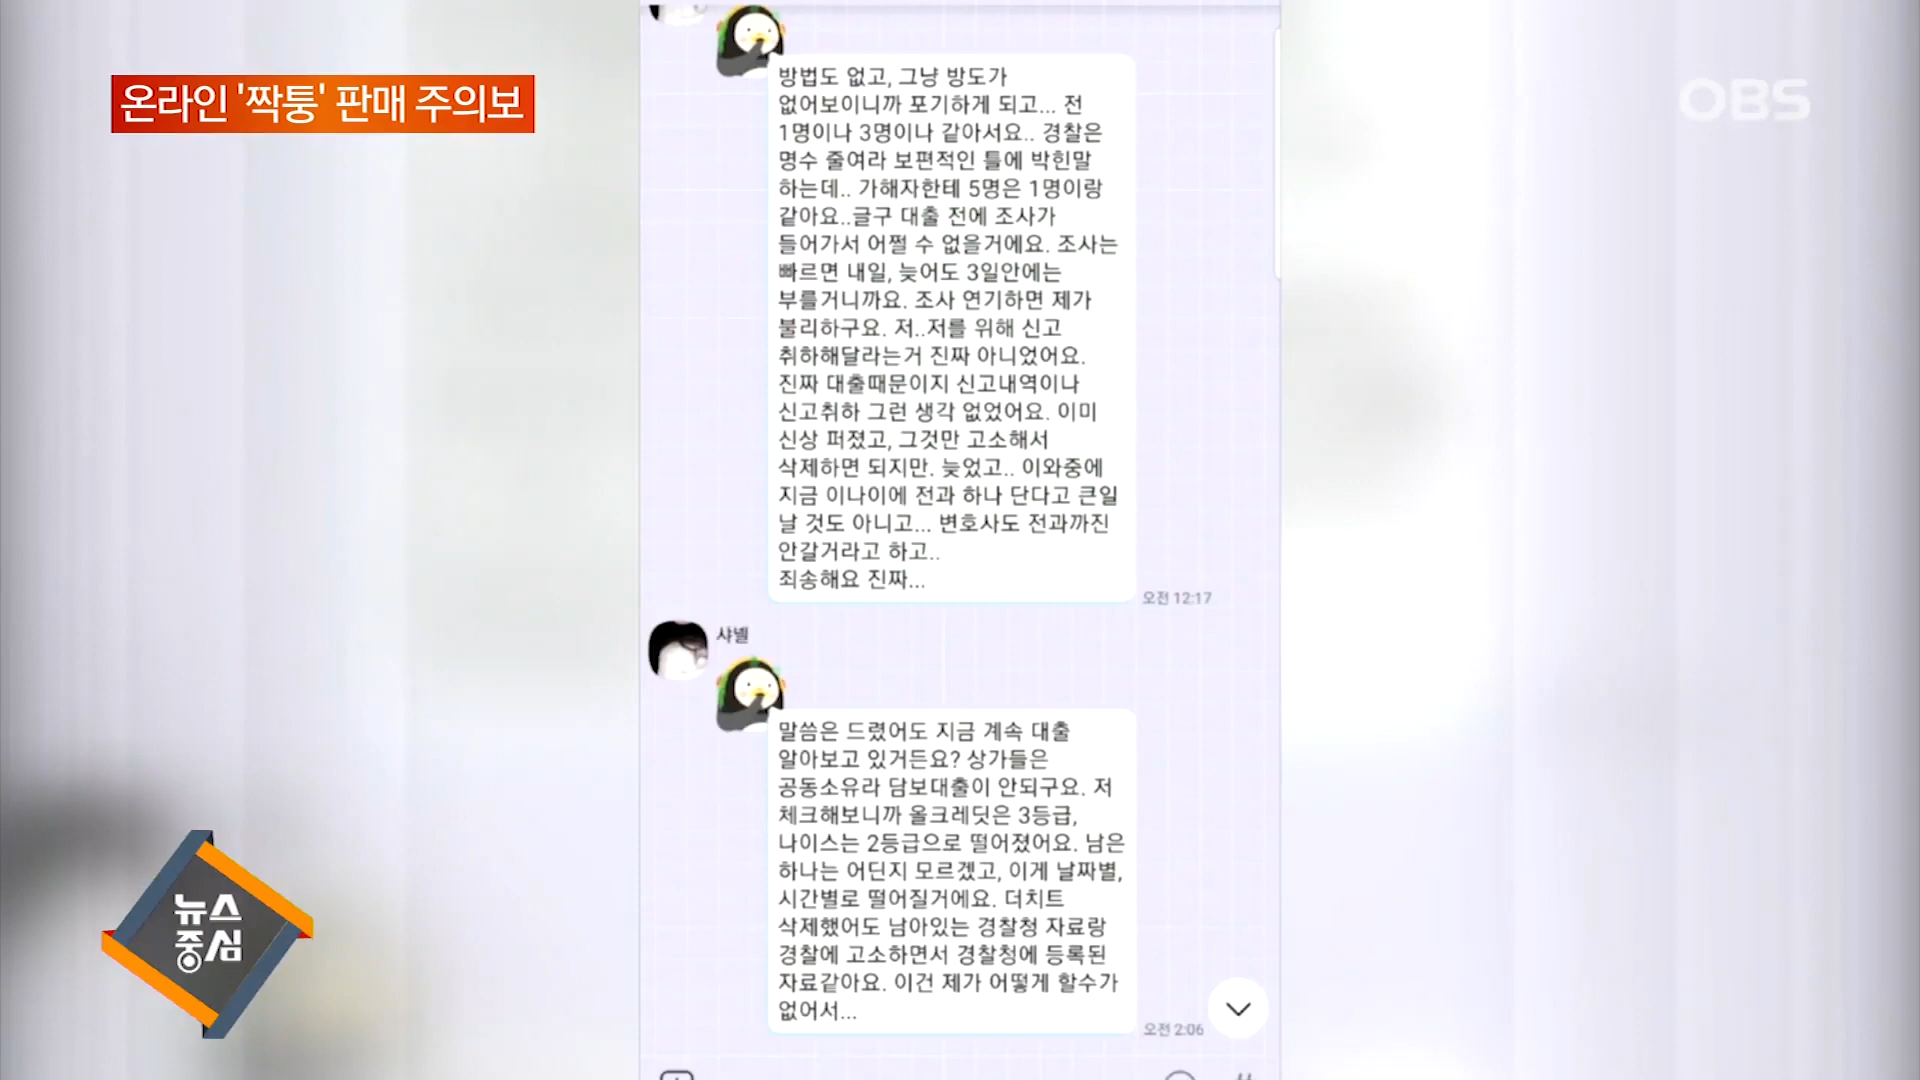 온라인 '짝퉁' 판매 주의보
OBS
방법도 없고, 그냥 방도가
없어보이니까 포기하게 되고... 전
1명이나 3명이나 같아서요.. 경찰은
명수 줄여라 보편적인 틀에 박힌말
하는데.. 가해자한테 5명은 1명이랑
같아요..글구 대출 전에 조사가
들어가서 어쩔 수 없을거에요. 조사는
빠르면 내일, 늦어도 3일안에는
부를거니까요. 조사 연기하면 제가
불리하구요. 저..저를 위해 신고
취하해달라는거 진짜 아니었어요.
진짜 대출때문이지 신고내역이나
신고취하 그런 생각 없었어요. 이미
신상 퍼졌고, 그것만 고소해서
삭제하면 되지만. 늦었고.. 이와중에
지금 이나이에 전과 하나 단다고 큰일
날 것도 아니고... 변호사도 전과까진
안갈거라고 하고..
죄송해요 진짜...
오전 12:17
샤넬
말씀은 드렸어도 지금 계속 대출
알아보고 있거든요? 상가들은
공동소유라 담보대출이 안되구요. 저
체크해보니까 올크레딧은 3등급,
나이스는 2등급으로 떨어졌어요. 남은
하나는 어딘지 모르겠고, 이게 날짜별,
시간별로 떨어질거에요. 더치트
삭제했어도 남아있는 경찰청 자료랑
경찰에 고소하면서 경찰청에 등록된
자료같아요. 이건 제가 어떻게 할수가
없어서...
오전 2:06
뉴스
중심